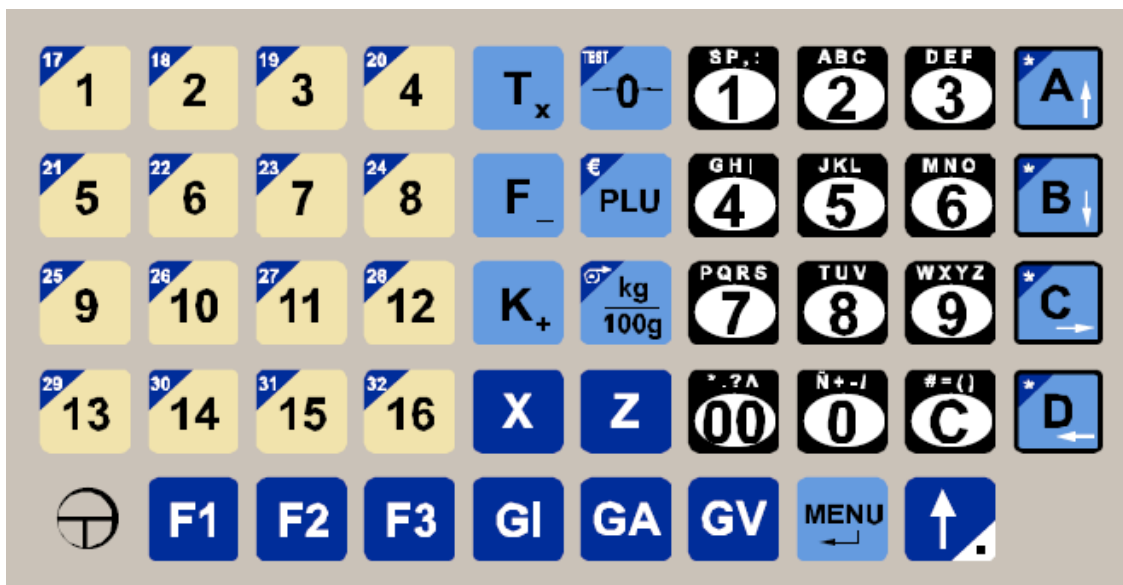 17 18 19 20 TEST SP,: ABC DEF *
1 2 3 4 Tx -0- 1 2 3 A
21 22 23 24 € GHI JKL MNO *
5 6 7 8 F_ PLU 4 5 6 B
25 26 27 28 PQRS TUV WXYZ *
9 10 11 12 K+ kg/100g 7 8 9 C
29 30 31 32 *.?Λ Ñ+-/ #=() *
13 14 15 16 X Z 00 0 C D
F1 F2 F3 GI GA GV MENU .